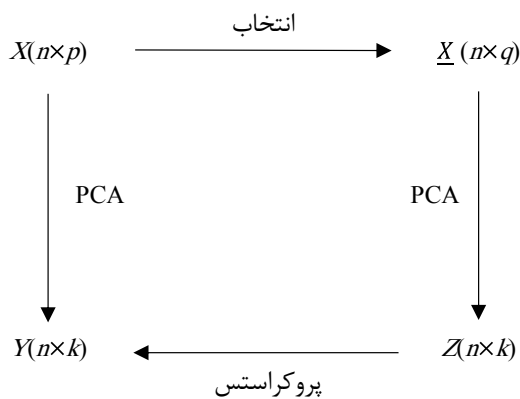 انتخاب
X(n×p)
X (n×q)
PCA
PCA
Y(n×k)
Z(n×k)
پروکراستس